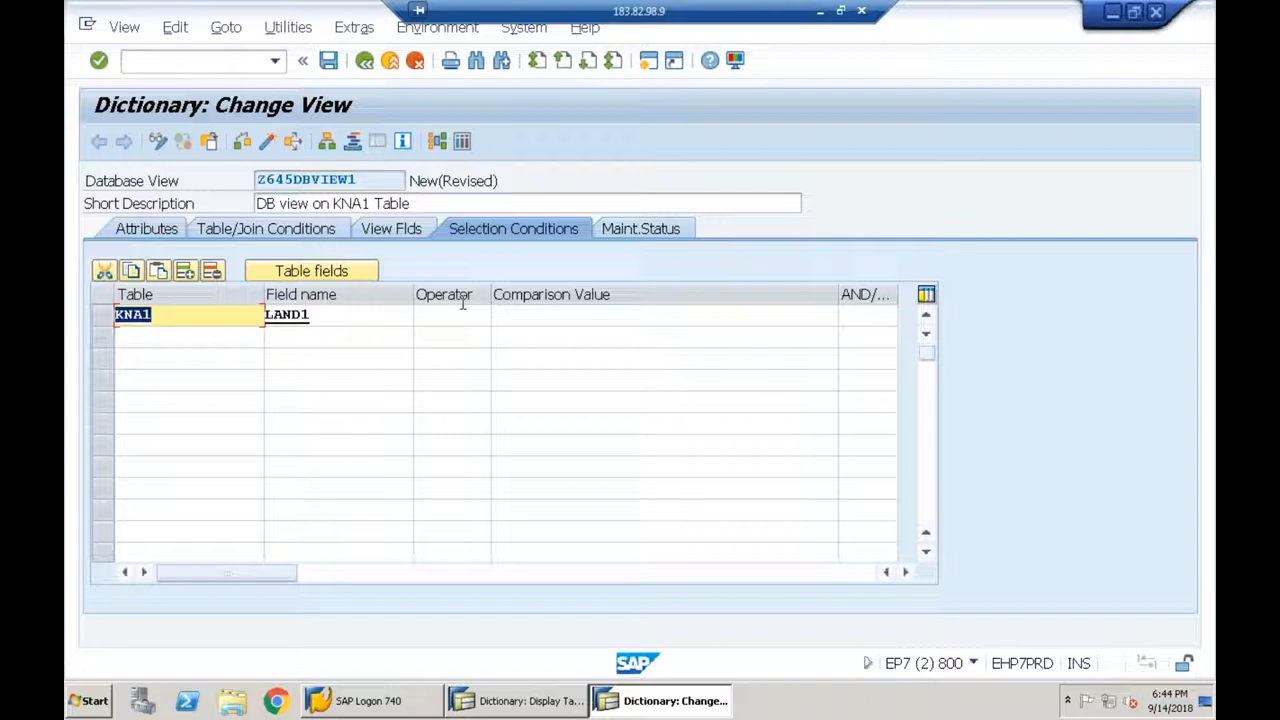 183.82.98.9
View Edit Goto Utilities Extras Environment System Help
Dictionary: Change View
Database View Z645DBVIEW1 New(Revised)
Short Description DB view on KNA1 Table
Attributes Table/Join Conditions View Flds Selection Conditions Maint.Status
Table fields
Table Field name Operator Comparison Value AND/...
KNA1 LAND1
SAP EP7 (2) 800 EHP7PRD INS
Start SAP Logon 740 Dictionary: Display Ta... Dictionary: Change... 6:44 PM
9/14/2018